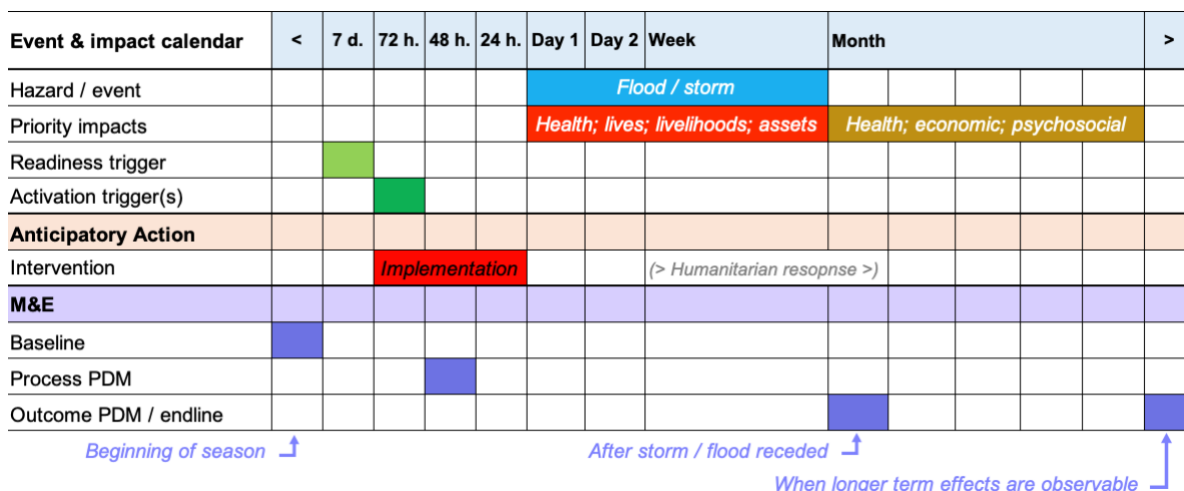 Event & impact calendar < 7 d. 72 h. 48 h. 24 h. Day 1 Day 2 Week Month >
Hazard / event Flood / storm
Priority impacts Health; lives; livelihoods; assets Health; economic; psychosocial
Readiness trigger
Activation trigger(s)
Anticipatory Action
Intervention Implementation (> Humanitarian resopnse >)
M&E
Baseline
Process PDM
Outcome PDM / endline
Beginning of season After storm / flood receded
When longer term effects are observable